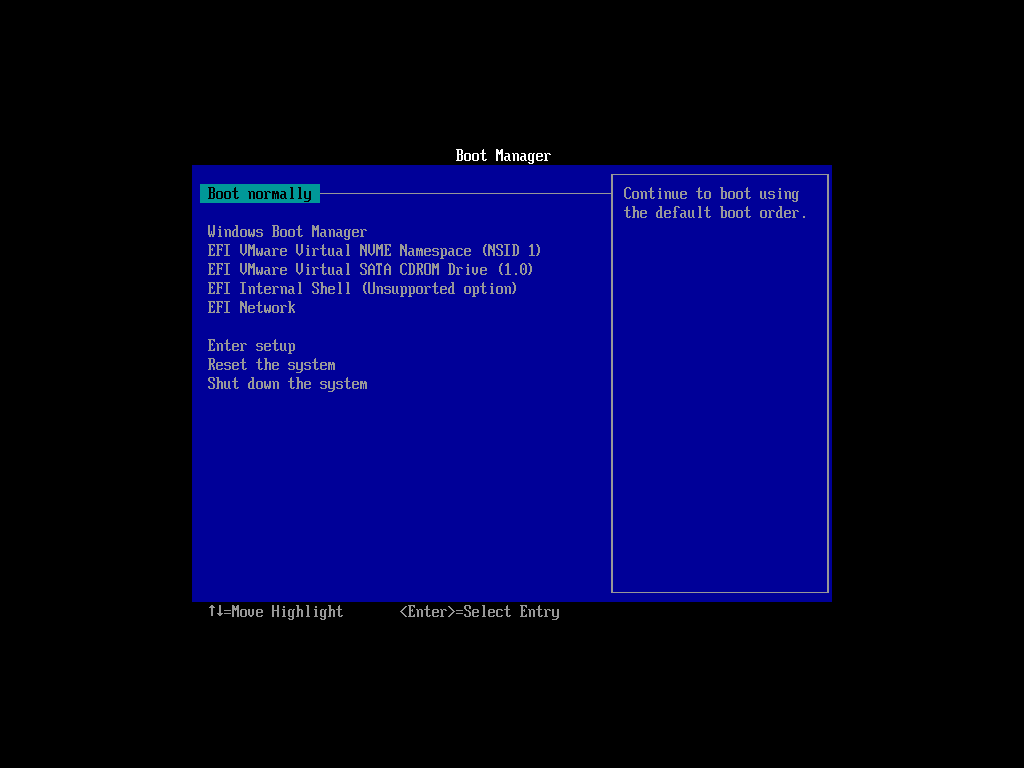 Boot Manager
Boot normally
Continue to boot using
the default boot order.
Windows Boot Manager
EFI VMware Virtual NVME Namespace (NSID 1)
EFI VMware Virtual SATA CDROM Drive (1.0)
EFI Internal Shell (Unsupported option)
EFI Network
Enter setup
Reset the system
Shut down the system
↑↓=Move Highlight <Enter>=Select Entry